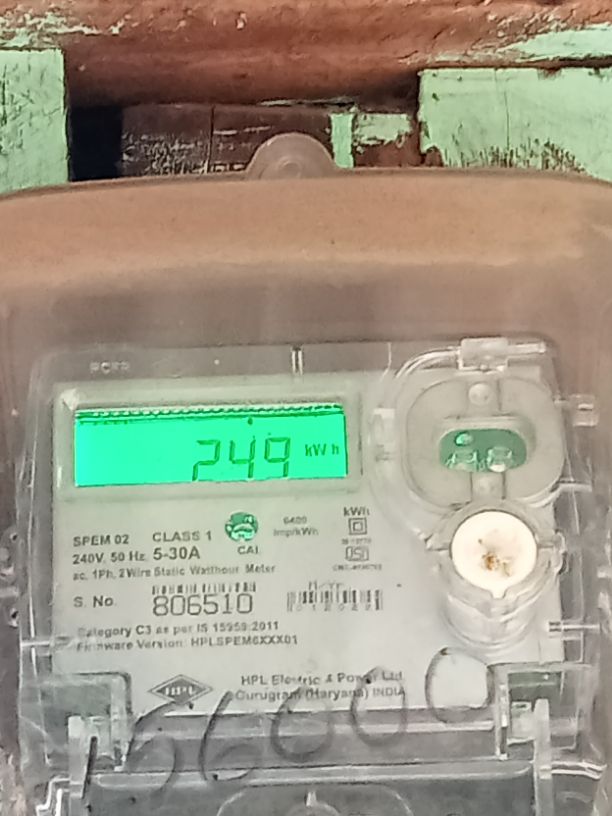 249 kWh
SPEM 02 CLASS 1
240V, 50 Hz, 5-30A
CAL
6400 imp/kWh
kWh
ac, 1Ph, 2Wire Static Watthour Meter
S. No. 806510
Category C3 as per IS 15959:2011
Firmware Version: HPLSPEM6XXX01
HPL
HPL Electric & Power Ltd.
Gurugram (Haryana) INDIA